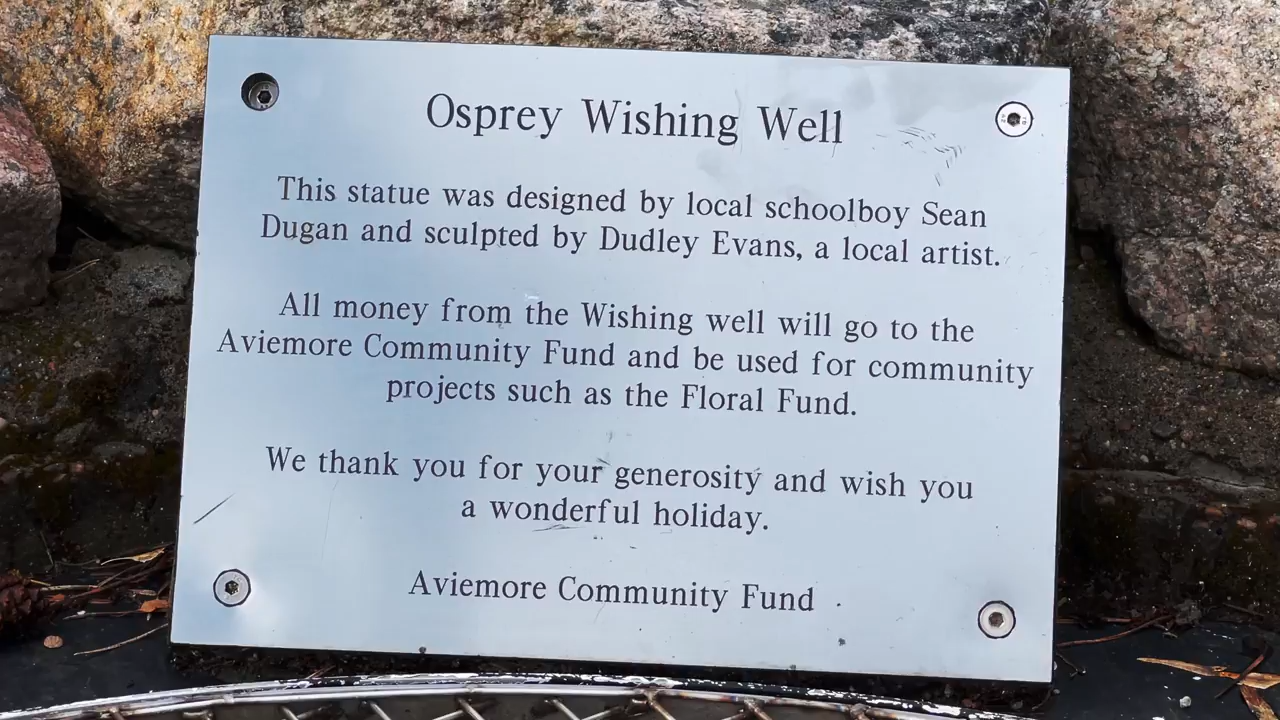 Osprey Wishing Well
This statue was designed by local schoolboy Sean
Dugan and sculpted by Dudley Evans, a local artist.
All money from the Wishing well will go to the
Aviemore Community Fund and be used for community
projects such as the Floral Fund.
We thank you for your generosity and wish you
a wonderful holiday.
Aviemore Community Fund